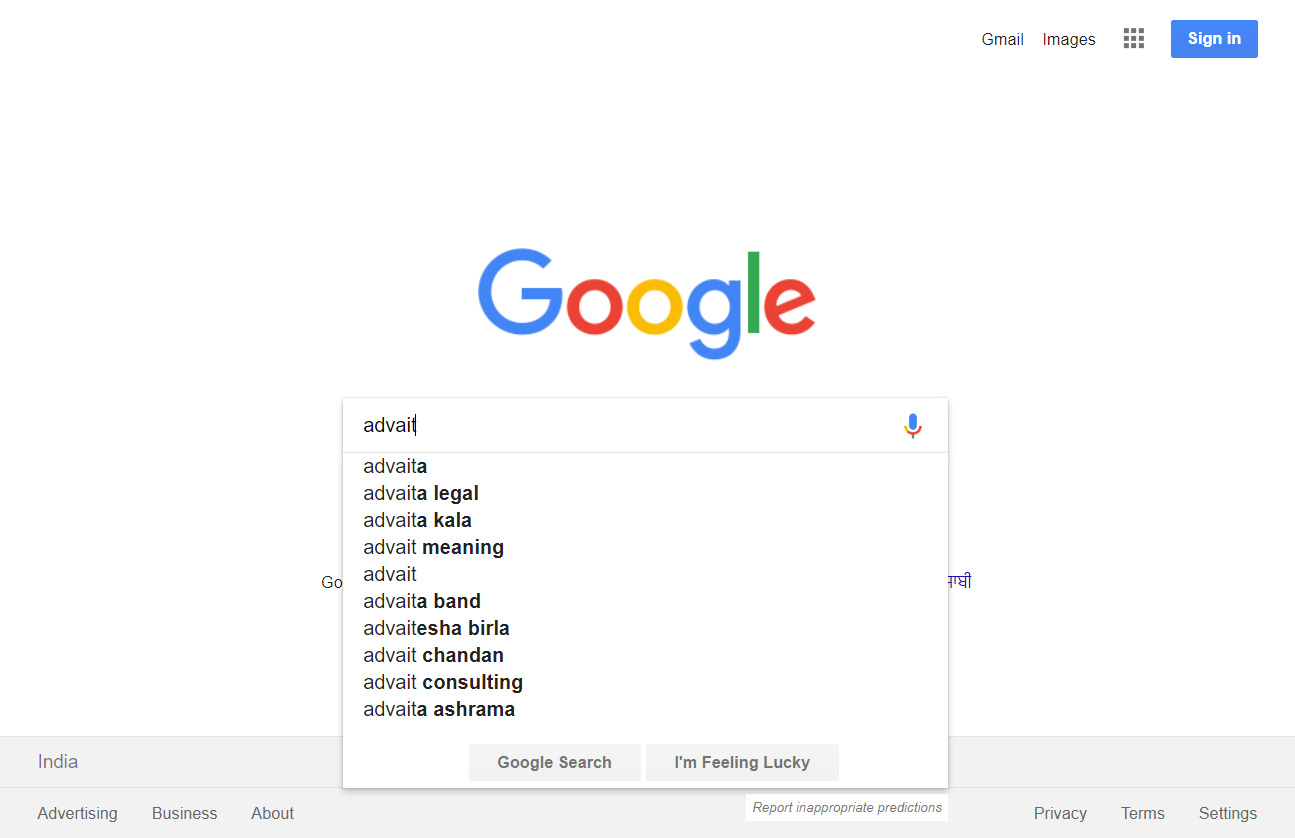 Gmail Images Sign in
Google
advait
advaita
advaita legal
advaita kala
advait meaning
advait
advaita band
advaitesha birla
advait chandan
advait consulting
advaita ashrama
Google Search I'm Feeling Lucky
India
Report inappropriate predictions
Advertising Business About Privacy Terms Settings